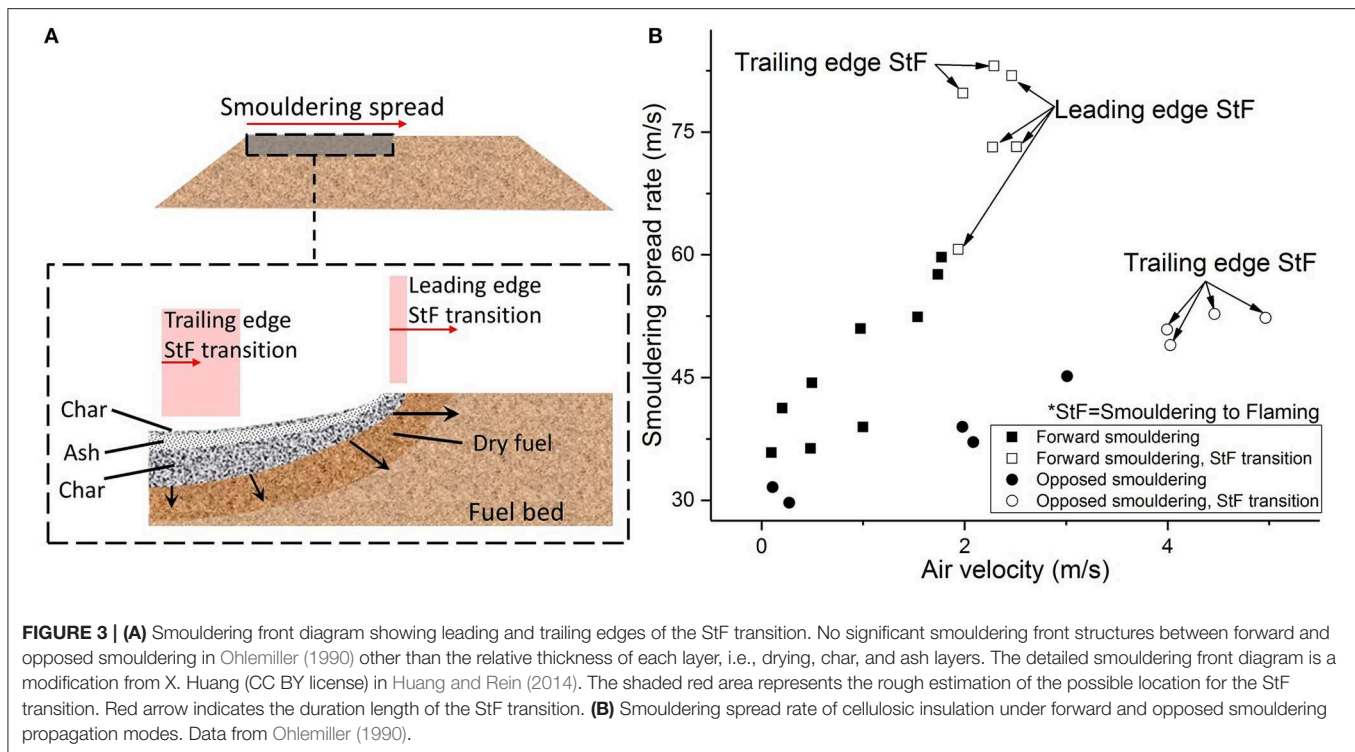 A
Smouldering spread
Trailing edge
StF transition
Leading edge
StF transition
Char
Ash
Char
Dry fuel
Fuel bed
B
Smouldering spread rate (m/s)
75
60
45
30
0
2
4
Air velocity (m/s)
Trailing edge StF
Leading edge StF
Trailing edge StF
*StF=Smouldering to Flaming
Forward smouldering
Forward smouldering, StF transition
Opposed smouldering
Opposed smouldering, StF transition
FIGURE 3 | (A) Smouldering front diagram showing leading and trailing edges of the StF transition. No significant smouldering front structures between forward and
opposed smouldering in Ohlemiller (1990) other than the relative thickness of each layer, i.e., drying, char, and ash layers. The detailed smouldering front diagram is a
modification from X. Huang (CC BY license) in Huang and Rein (2014). The shaded red area represents the rough estimation of the possible location for the StF
transition. Red arrow indicates the duration length of the StF transition. (B) Smouldering spread rate of cellulosic insulation under forward and opposed smouldering
propagation modes. Data from Ohlemiller (1990).